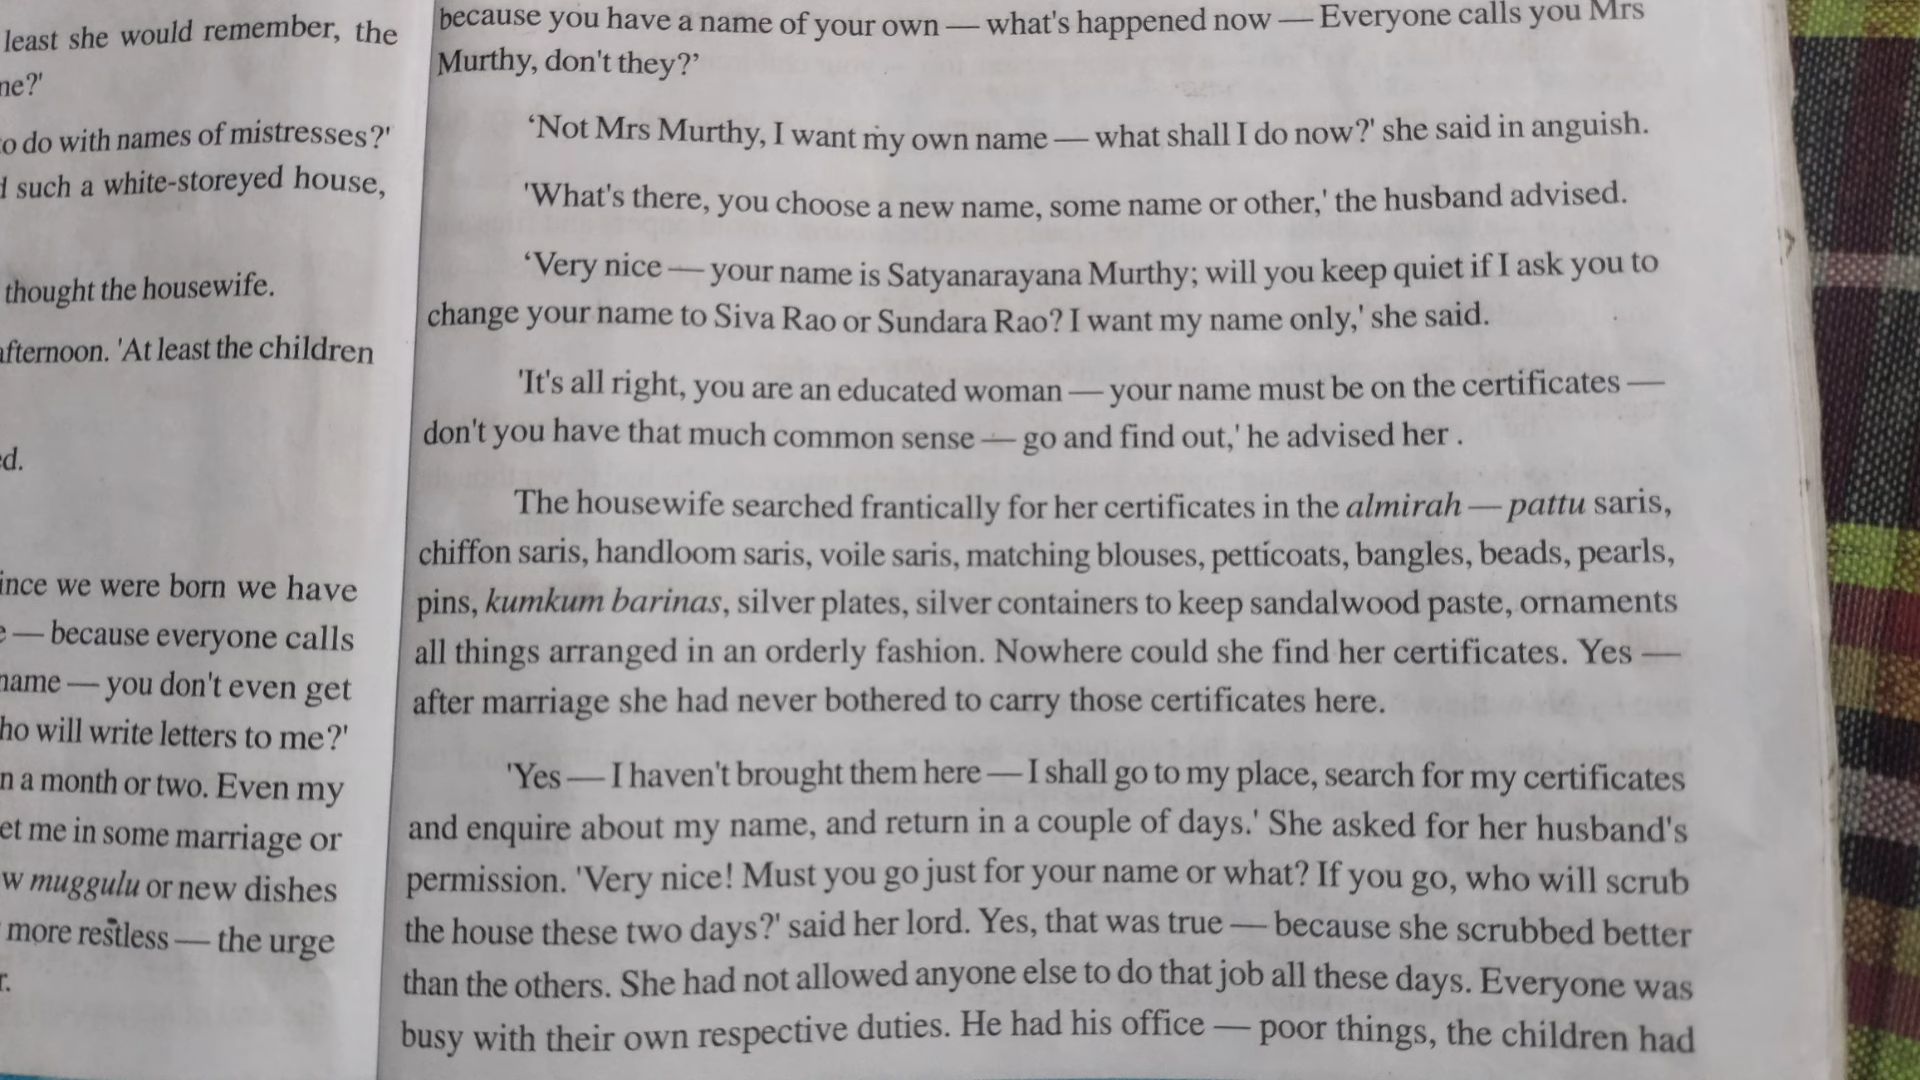 least she would remember, the
ne?'
o do with names of mistresses?'
such a white-storeyed house,
thought the housewife.
afternoon. 'At least the children
ed.
ince we were born we have
e — because everyone calls
name — you don't even get
ho will write letters to me?'
n a month or two. Even my
et me in some marriage or
w muggulu or new dishes
more restless — the urge
r.
because you have a name of your own — what's happened now — Everyone calls you Mrs
Murthy, don't they?’
‘Not Mrs Murthy, I want my own name — what shall I do now?' she said in anguish.
'What's there, you choose a new name, some name or other,' the husband advised.
‘Very nice — your name is Satyanarayana Murthy; will you keep quiet if I ask you to
change your name to Siva Rao or Sundara Rao? I want my name only,' she said.
'It's all right, you are an educated woman — your name must be on the certificates —
don't you have that much common sense — go and find out,' he advised her .
The housewife searched frantically for her certificates in the almirah — pattu saris,
chiffon saris, handloom saris, voile saris, matching blouses, petticoats, bangles, beads, pearls,
pins, kumkum barinas, silver plates, silver containers to keep sandalwood paste, ornaments
all things arranged in an orderly fashion. Nowhere could she find her certificates. Yes —
after marriage she had never bothered to carry those certificates here.
'Yes — I haven't brought them here — I shall go to my place, search for my certificates
and enquire about my name, and return in a couple of days.' She asked for her husband's
permission. 'Very nice! Must you go just for your name or what? If you go, who will scrub
the house these two days?' said her lord. Yes, that was true — because she scrubbed better
than the others. She had not allowed anyone else to do that job all these days. Everyone was
busy with their own respective duties. He had his office — poor things, the children had